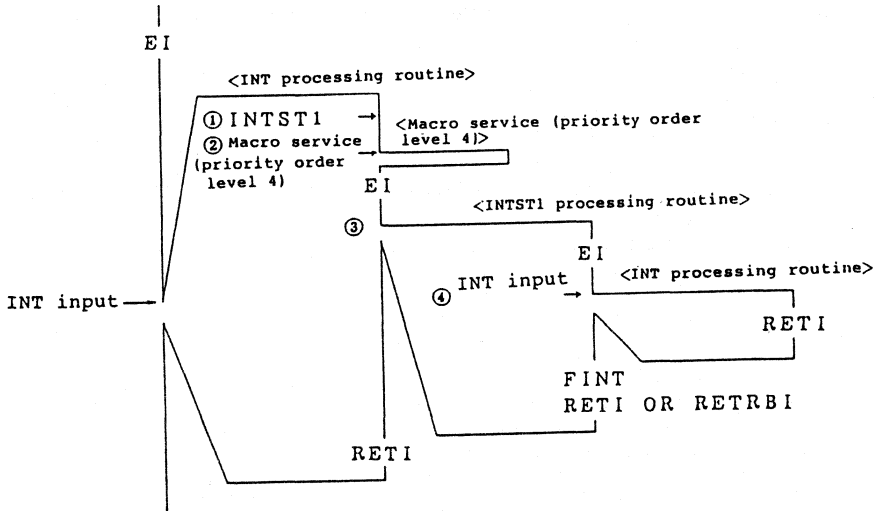 EI
<INT processing routine>
① INTST1
<Macro service (priority order
level 4)>
② Macro service
(priority order
level 4)
EI
<INTST1 processing routine>
③
EI
<INT processing routine>
④ INT input
INT input
RETI
FINT
RETI OR RETRBI
RETI